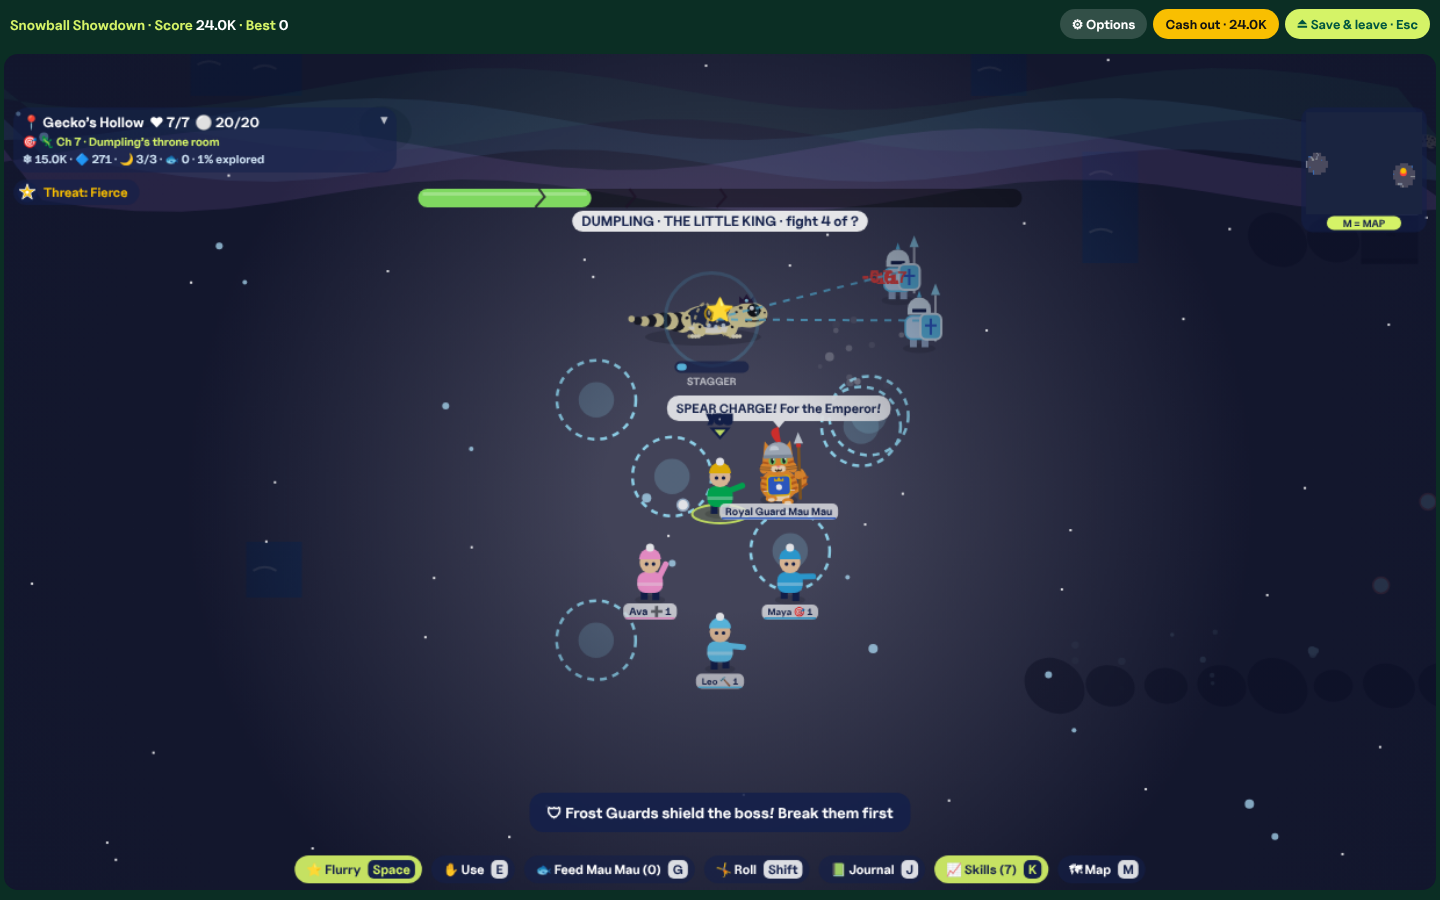 Snowball Showdown · Score 24.0K · Best 0
Options
Cash out · 24.0K
Save & leave · Esc
Gecko's Hollow 7/7 20/20
Ch 7 · Dumpling's throne room
15.0K · 271 · 3/3 · 0 · 1% explored
Threat: Fierce
M = MAP
DUMPLING · THE LITTLE KING · fight 4 of ?
STAGGER
SPEAR CHARGE! For the Emperor!
Royal Guard Mau Mau
Ava 1
Maya 1
Leo 1
Frost Guards shield the boss! Break them first
Flurry Space
Use E
Feed Mau Mau (0) G
Roll Shift
Journal J
Skills (7) K
Map M